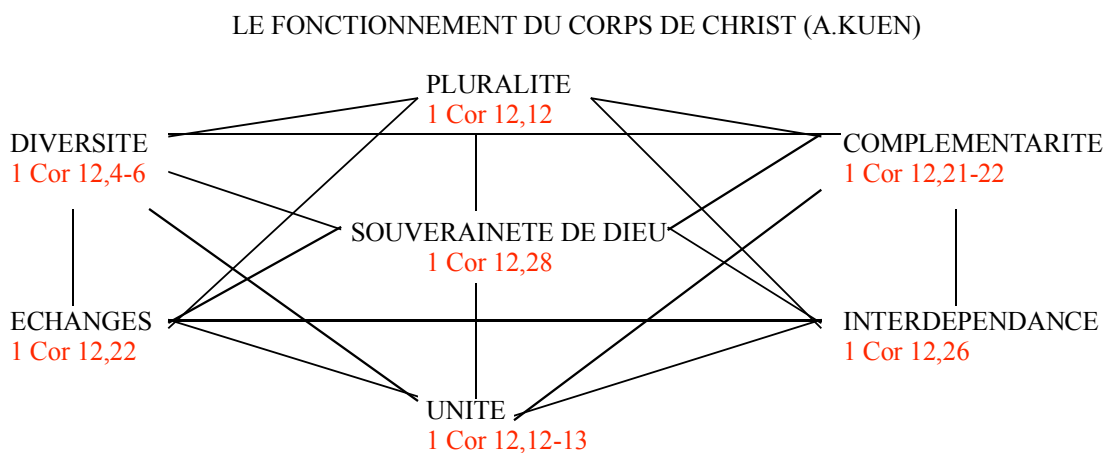 LE FONCTIONNEMENT DU CORPS DE CHRIST (A.KUEN)
PLURALITE
1 Cor 12,12
DIVERSITE
1 Cor 12,4-6
COMPLEMENTARITE
1 Cor 12,21-22
SOUVERAINETE DE DIEU
1 Cor 12,28
ECHANGES
1 Cor 12,22
INTERDEPENDANCE
1 Cor 12,26
UNITE
1 Cor 12,12-13